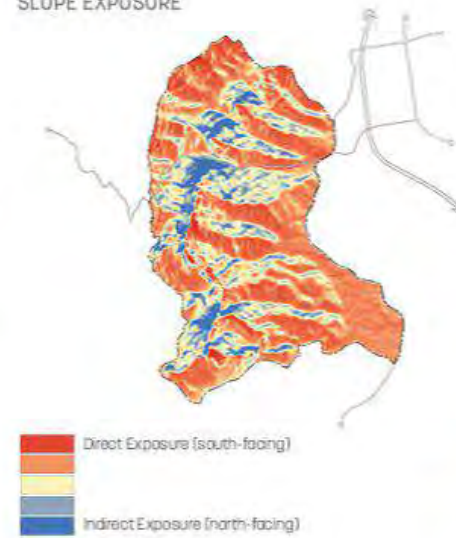 SLOPE EXPOSURE
Direct Exposure (south-facing)
Indirect Exposure (north-facing)